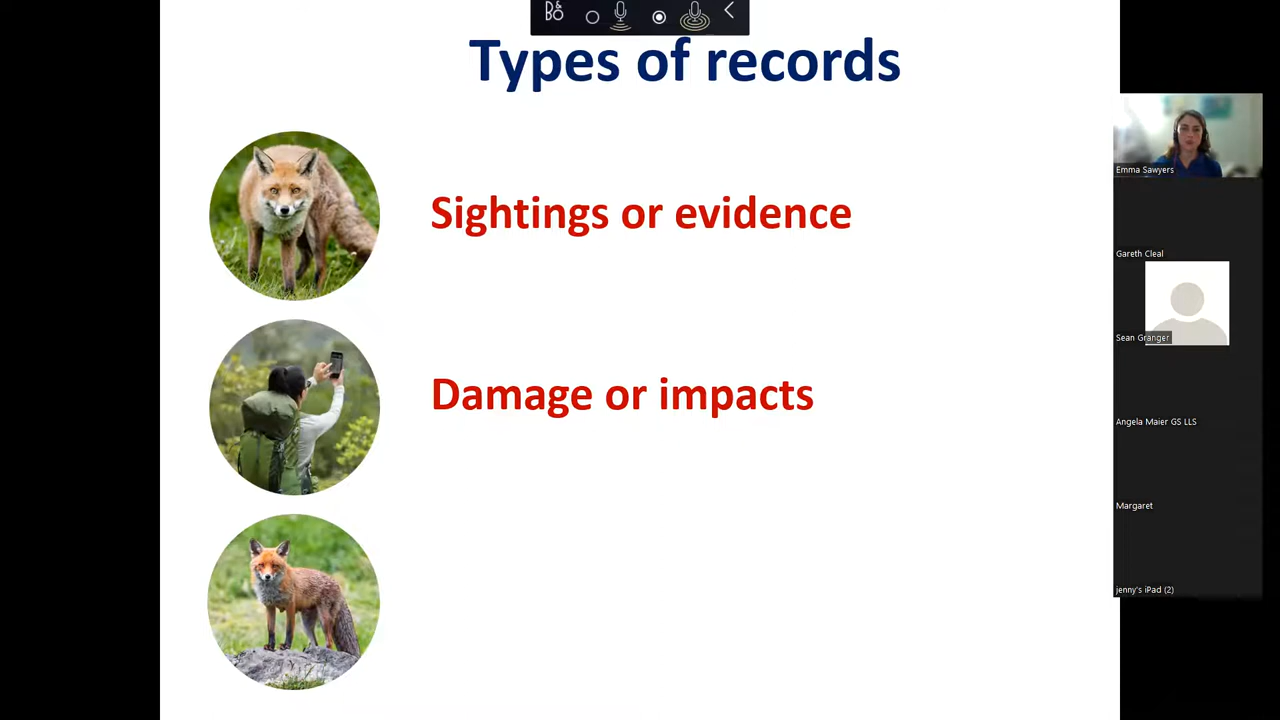 B&O
Types of records
Sightings or evidence
Damage or impacts
Emma Sawyers
Gareth Cleal
Sean Granger
Angela Maier GS LLS
Margaret
jenny's iPad (2)